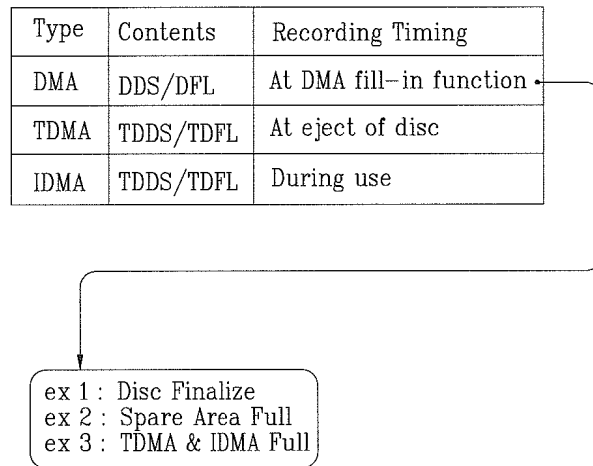 Type Contents Recording Timing
DMA DDS/DFL At DMA fill-in function
TDMA TDDS/TDFL At eject of disc
IDMA TDDS/TDFL During use
ex 1 : Disc Finalize
ex 2 : Spare Area Full
ex 3 : TDMA & IDMA Full